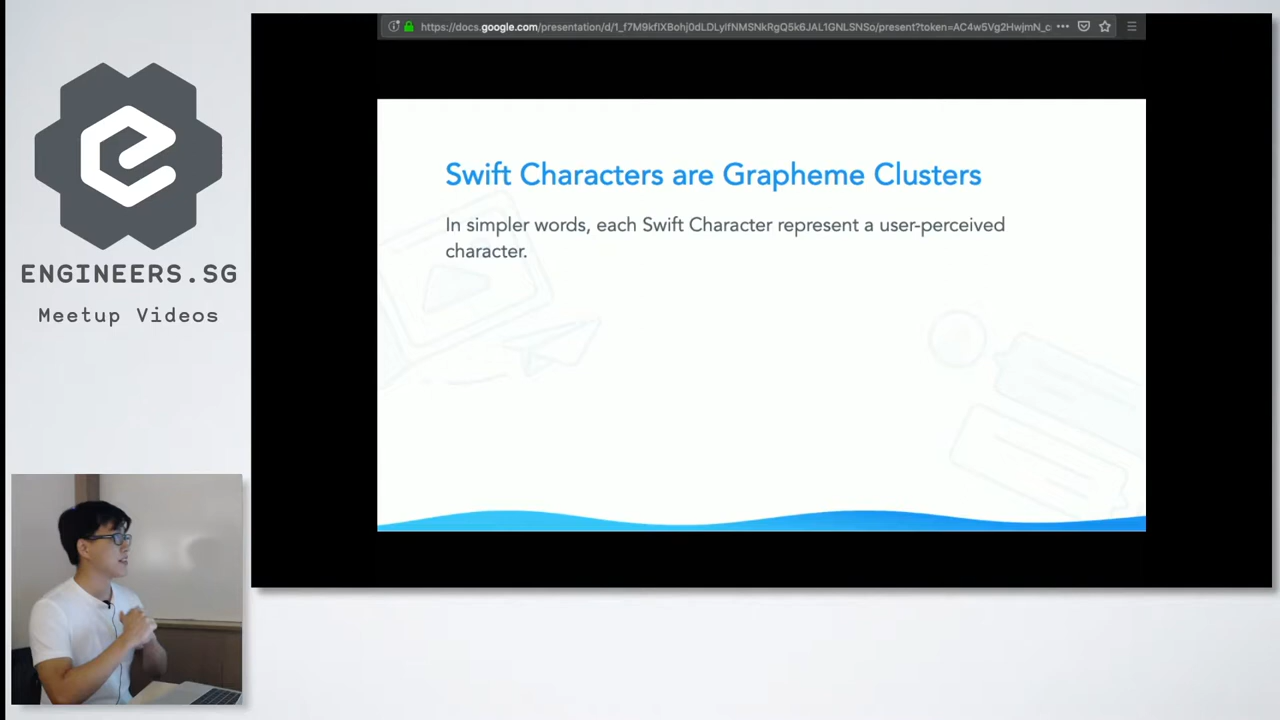 ENGINEERS.SG
Meetup Videos
https://docs.google.com/presentation/d/1_f7M9kflXBohj0dLDLylfNMSNkRgQ5k6JAL1GNLSNSo/present?token=AC4w5Vg2HwjmN_c
Swift Characters are Grapheme Clusters
In simpler words, each Swift Character represent a user-perceived
character.